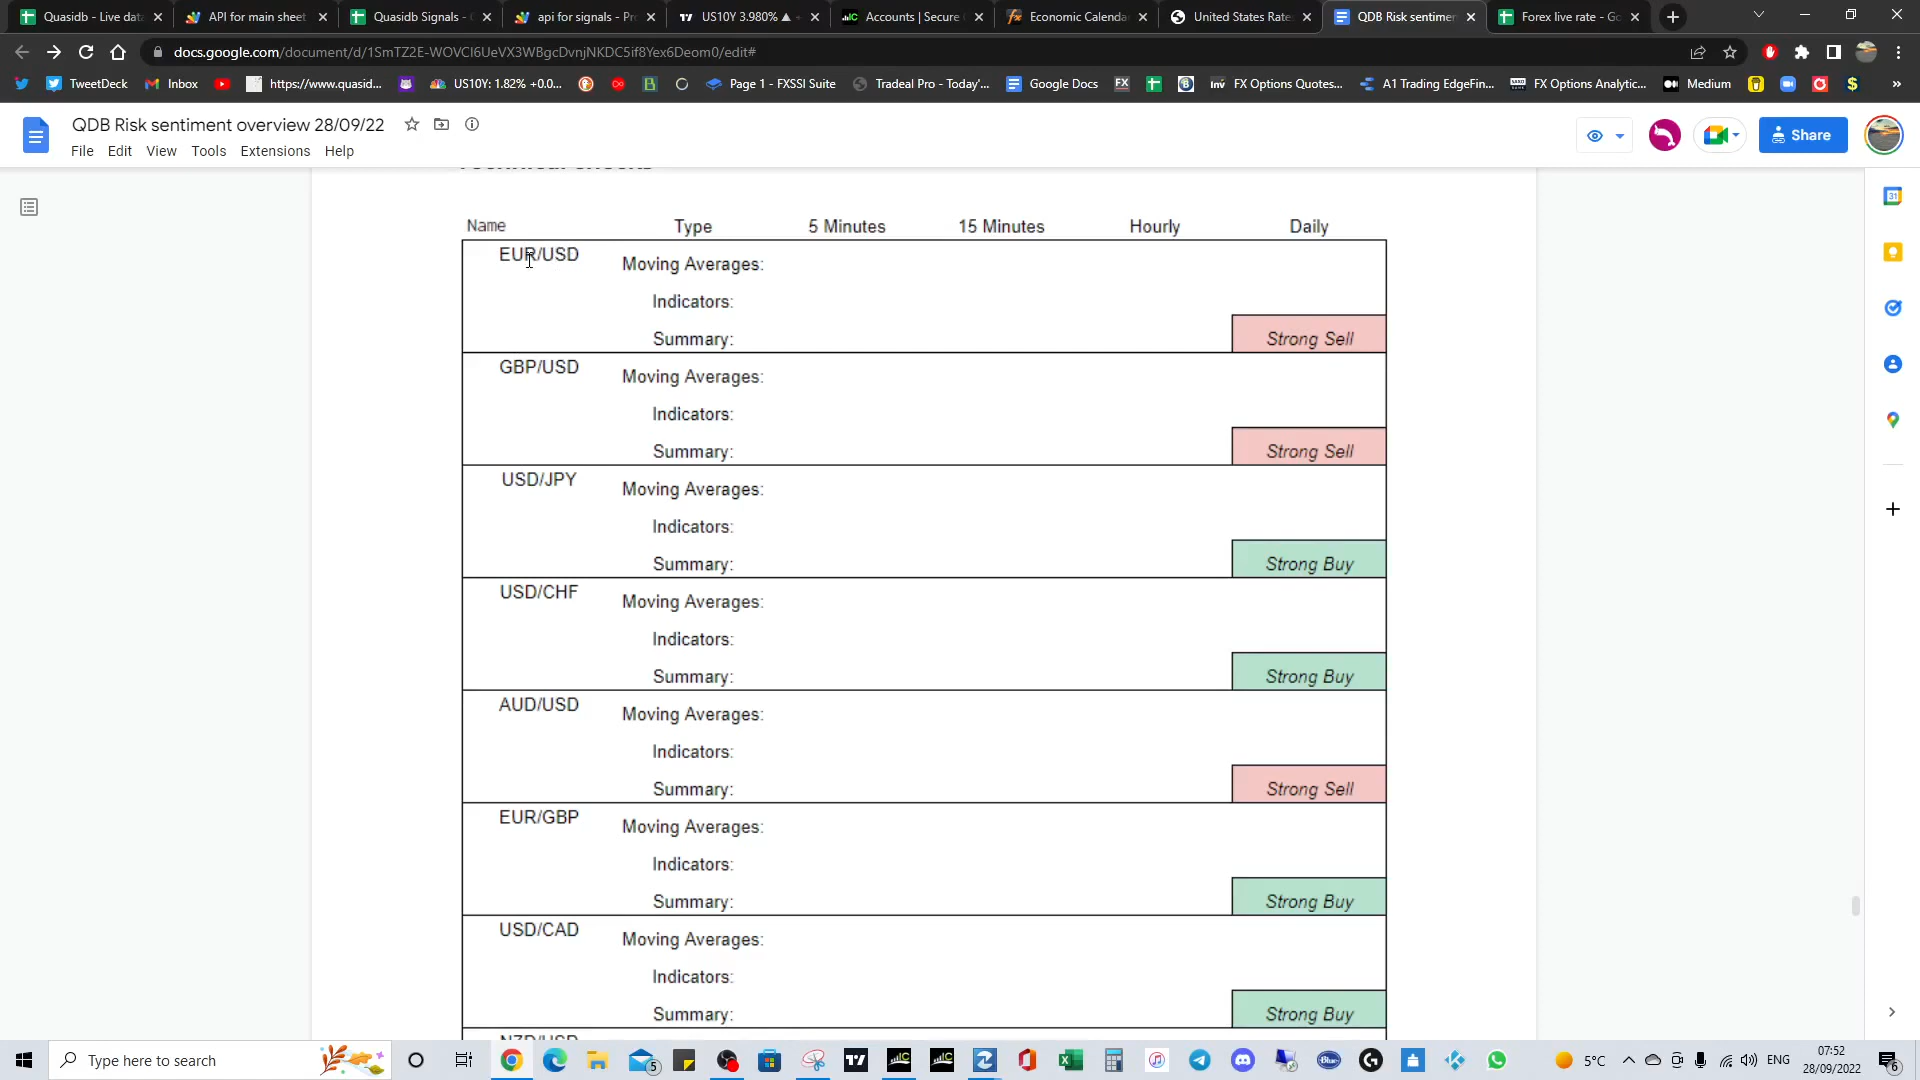 Quasidb - Live data
API for main sheet
Quasidb Signals - G
api for signals - Pr
US10Y 3.980% ▲
Accounts | Secure
Economic Calenda
United States Rate
QDB Risk sentimen
Forex live rate - Go
docs.google.com/document/d/1SmTZ2E-WOVCl6UeVX3WBgcDvnjNKDC5if8Yex6Deom0/edit#
TweetDeck
Inbox
https://www.quasid...
US10Y: 1.82% +0.0...
Page 1 - FXSSI Suite
Tradeal Pro - Today'...
Google Docs
FX Options Quotes...
A1 Trading EdgeFin...
FX Options Analytic...
Medium
QDB Risk sentiment overview 28/09/22
File Edit View Tools Extensions Help
Share
Name Type 5 Minutes 15 Minutes Hourly Daily
EUR/USD Moving Averages:
Indicators:
Summary: Strong Sell
GBP/USD Moving Averages:
Indicators:
Summary: Strong Sell
USD/JPY Moving Averages:
Indicators:
Summary: Strong Buy
USD/CHF Moving Averages:
Indicators:
Summary: Strong Buy
AUD/USD Moving Averages:
Indicators:
Summary: Strong Sell
EUR/GBP Moving Averages:
Indicators:
Summary: Strong Buy
USD/CAD Moving Averages:
Indicators:
Summary: Strong Buy
NZD/USD
Type here to search
5°C
ENG
07:52
28/09/2022